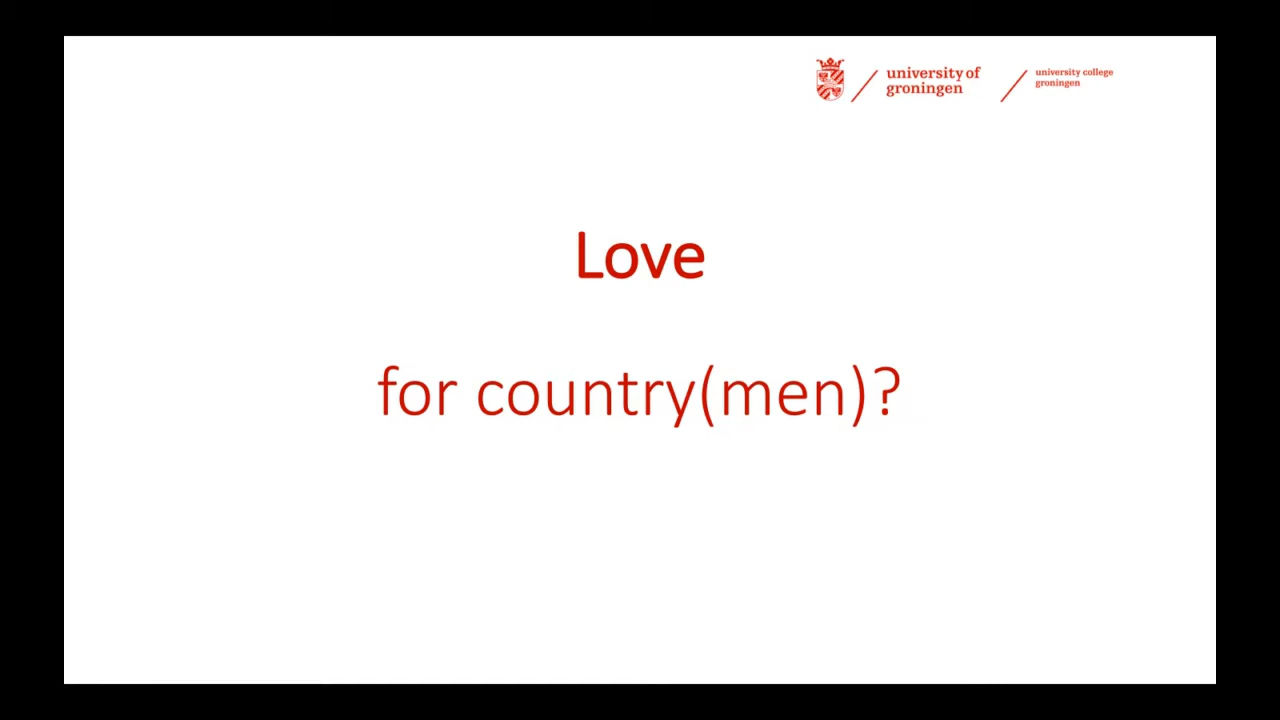 university of
groningen
university college
groningen
Love
for country(men)?